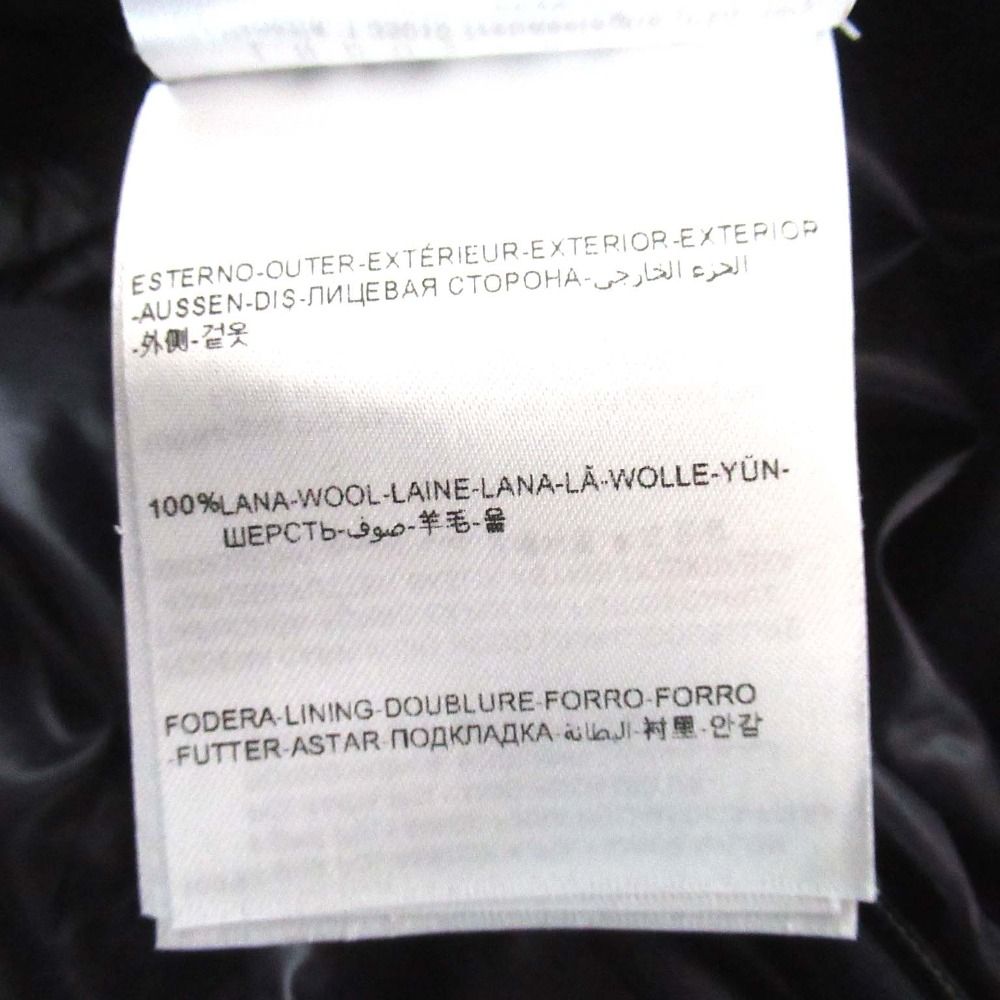 ESTERNO-OUTER-EXTÉRIEUR-EXTERIOR-EXTERIOR
-AUSSEN-DIŞ-ЛИЦЕВАЯ СТОРОНА-الجزء الخارجي
-外側-겉옷
100%LANA-WOOL-LAINE-LANA-LÃ-WOLLE-YÜN-
ШЕРСТЬ-صوف-羊毛-울
FODERA-LINING-DOUBLURE-FORRO-FORRO
-FUTTER-ASTAR-ПОДКЛАДКА-البطانة-衬里-안감